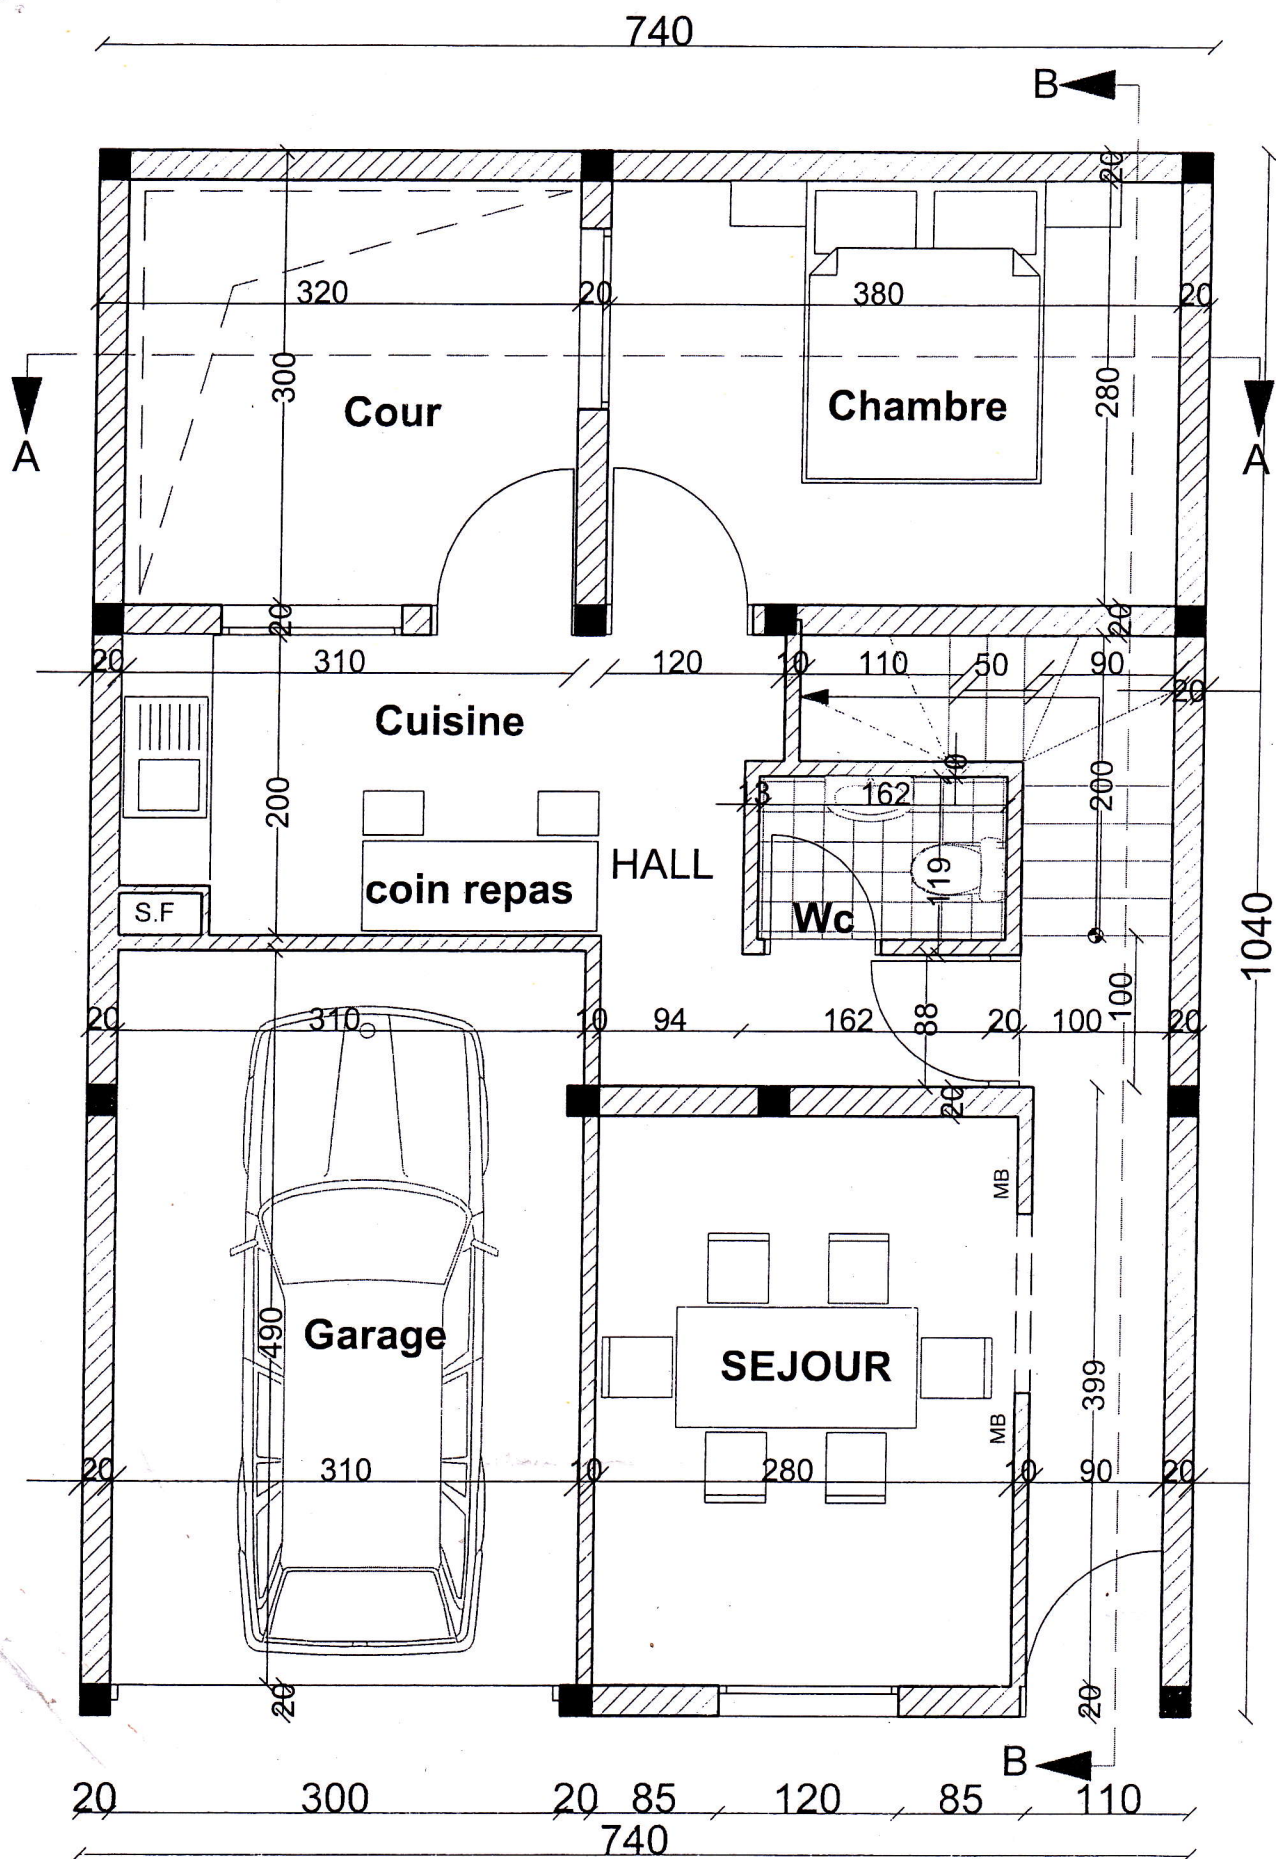 740
B
20
320 20 380 20
300
280
Cour
Chambre
A
A
20
20
20 310 120 10 110 50 90
20
Cuisine
10
200
13 162
200
HALL
coin repas
119
S.F
Wc
1040
100
20 310 10 94 162 88 20 100 20
20
MB
490
Garage
SEJOUR
399
MB
20 310 10 280 10 90 20
20
20
B
20 300 20 85 120 85 110
740